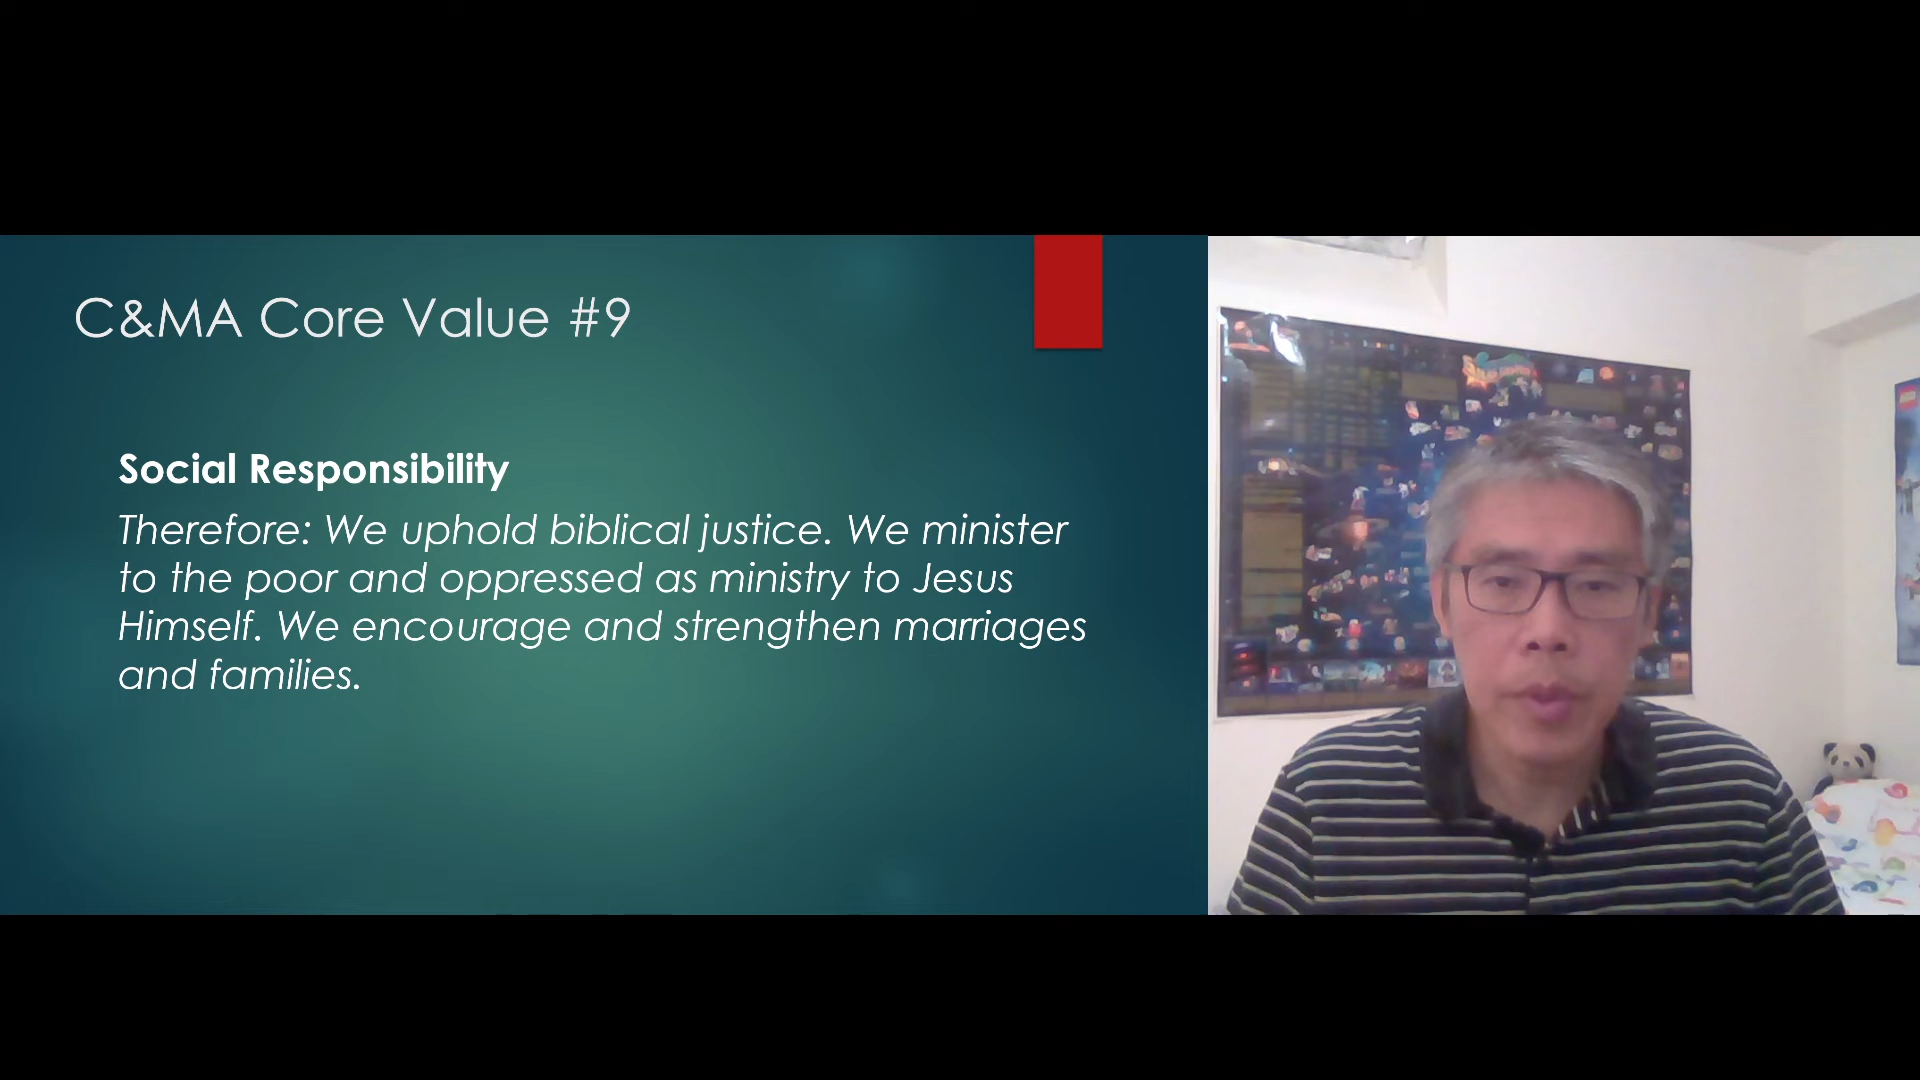 C&MA Core Value #9
Social Responsibility
Therefore: We uphold biblical justice. We minister
to the poor and oppressed as ministry to Jesus
Himself. We encourage and strengthen marriages
and families.